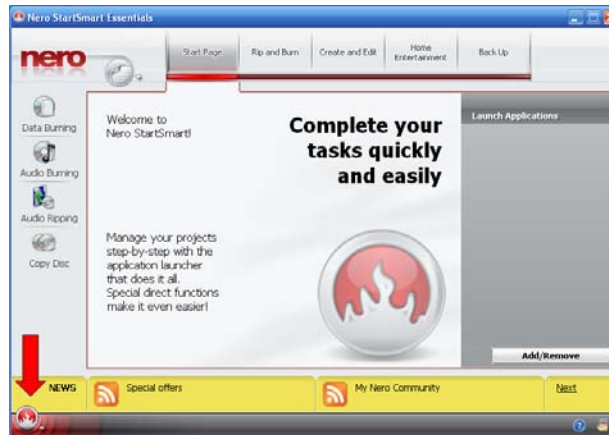 Nero StartSmart Essentials
nero
Start Page
Rip and Burn
Create and Edit
Home
Entertainment
Back Up
Data Burning
Audio Burning
Audio Ripping
Copy Disc
Welcome to
Nero StartSmart!
Complete your
tasks quickly
and easily
Manage your projects
step-by-step with the
application launcher
that does it all.
Special direct functions
make it even easier!
Launch Applications
Add/Remove
NEWS
Special offers
My Nero Community
Next